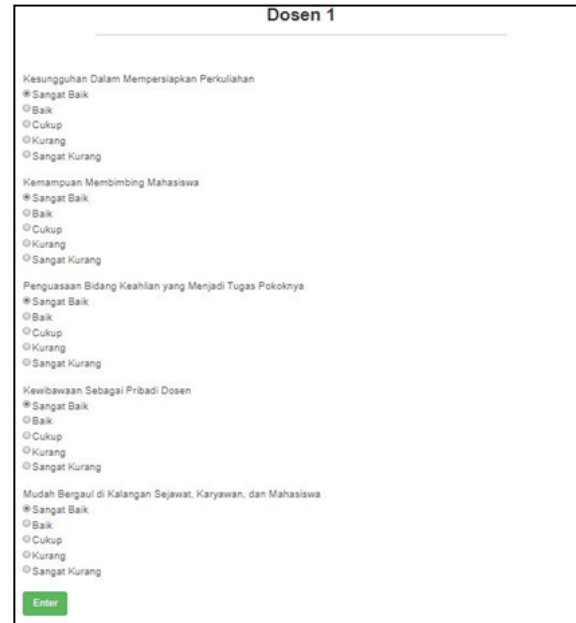 Dosen 1
Kesungguhan Dalam Mempersiapkan Perkuliahan
Sangat Baik
Baik
Cukup
Kurang
Sangat Kurang
Kemampuan Membimbing Mahasiswa
Sangat Baik
Baik
Cukup
Kurang
Sangat Kurang
Penguasaan Bidang Keahlian yang Menjadi Tugas Pokoknya
Sangat Baik
Baik
Cukup
Kurang
Sangat Kurang
Kewibawaan Sebagai Pribadi Dosen
Sangat Baik
Baik
Cukup
Kurang
Sangat Kurang
Mudah Bergaul di Kalangan Sejawat, Karyawan, dan Mahasiswa
Sangat Baik
Baik
Cukup
Kurang
Sangat Kurang
Enter